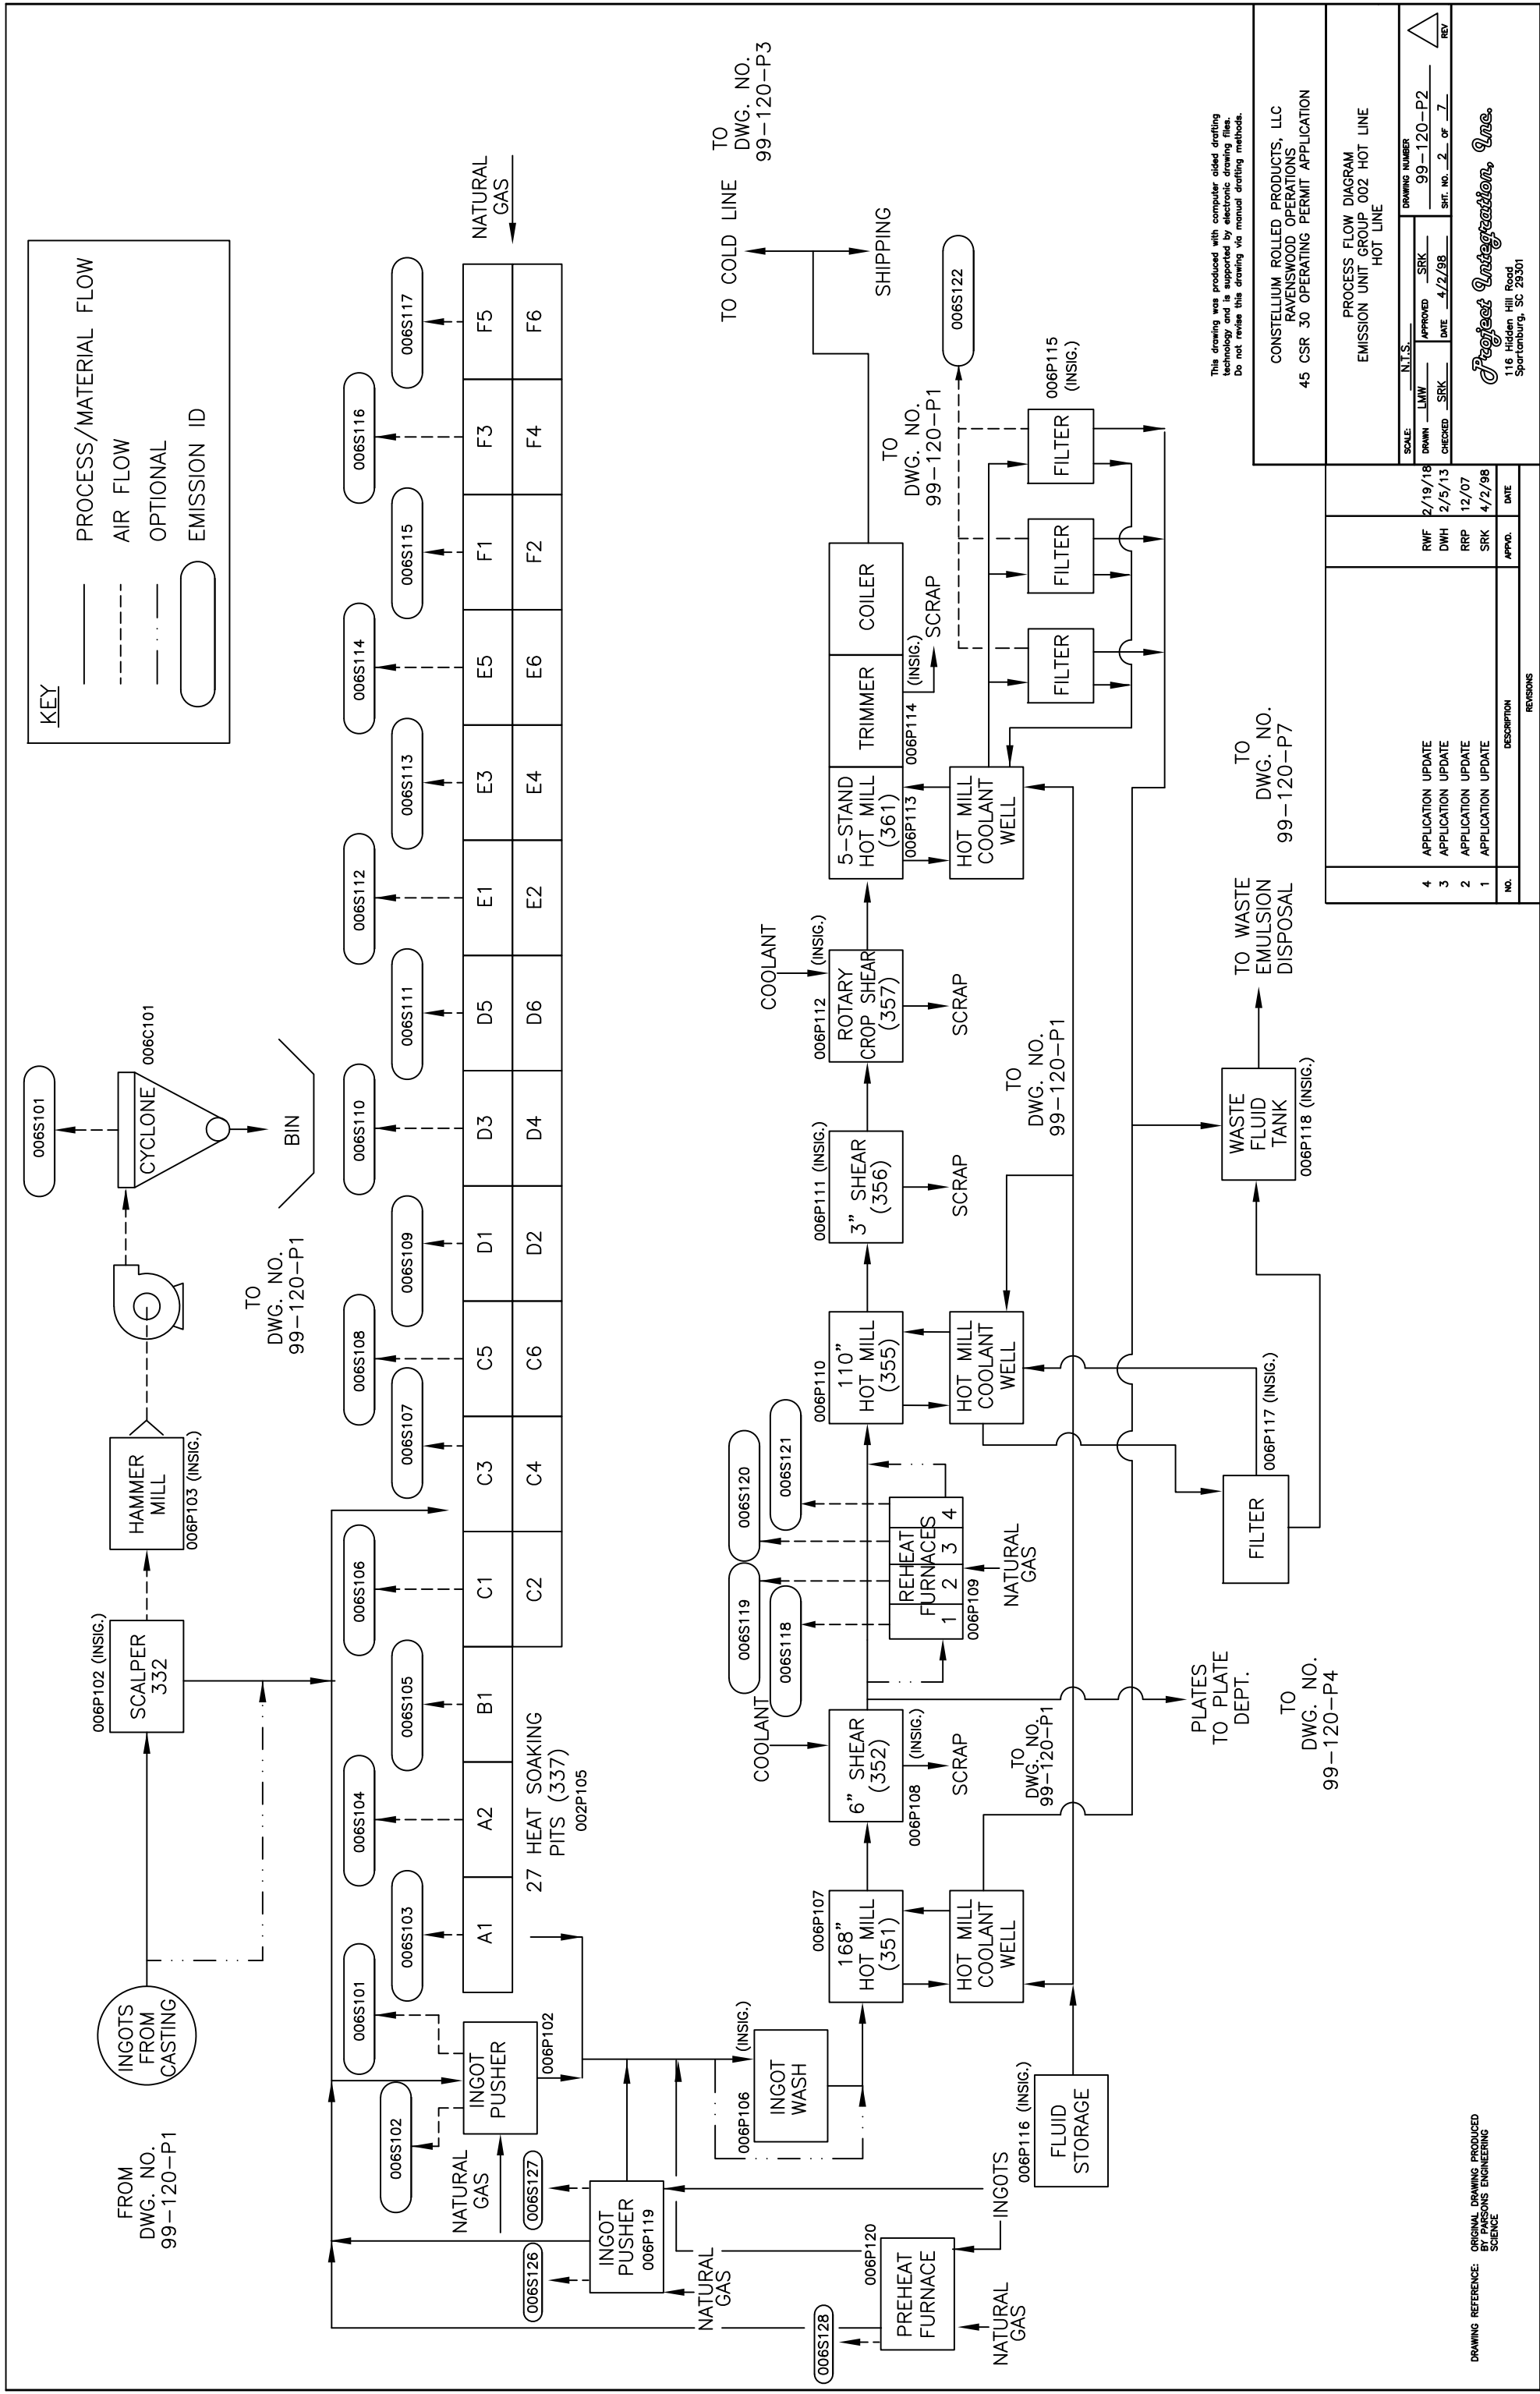 KEY
PROCESS/MATERIAL FLOW
AIR FLOW
OPTIONAL
EMISSION ID
FROM
DWG. NO.
99-120-P1
INGOTS
FROM
CASTING
006P102 (INSIG.)
SCALPER
332
HAMMER
MILL
006P103 (INSIG.)
006S101
CYCLONE
006C101
BIN
TO
DWG. NO.
99-120-P1
006S101
006S102
006S103
006S104
006S105
006S106
006S107
006S108
006S109
006S110
006S111
006S112
006S113
006S114
006S115
006S116
006S117
NATURAL
GAS
A1
A2
B1
C1
C3
C5
D1
D3
D5
E1
E3
E5
F1
F3
F5
C2
C4
C6
D2
D4
D6
E2
E4
E6
F2
F4
F6
27 HEAT SOAKING
PITS (337)
002P105
INGOT
PUSHER
006P102
NATURAL
GAS
006S126
006S127
INGOT
PUSHER
006P119
NATURAL
GAS
006S128
006P120
PREHEAT
FURNACE
NATURAL
GAS
INGOTS
006P106
(INSIG.)
INGOT
WASH
006P107
168"
HOT MILL
(351)
HOT MILL
COOLANT
WELL
006P116 (INSIG.)
FLUID
STORAGE
COOLANT
6" SHEAR
(352)
006P108
(INSIG.)
SCRAP
TO
DWG. NO.
99-120-P1
PLATES
TO PLATE
DEPT.
TO
DWG. NO.
99-120-P4
006S118
006S119
006S120
006S121
REHEAT
FURNACES
1 2 3 4
006P109
NATURAL
GAS
006P110
110"
HOT MILL
(355)
HOT MILL
COOLANT
WELL
FILTER
006P117 (INSIG.)
006P111 (INSIG.)
3" SHEAR
(356)
SCRAP
TO
DWG. NO.
99-120-P1
COOLANT
006P112
(INSIG.)
ROTARY
CROP SHEAR
(357)
SCRAP
5-STAND
HOT MILL
(361)
006P113
TRIMMER
006P114
(INSIG.)
COILER
SCRAP
HOT MILL
COOLANT
WELL
FILTER
FILTER
FILTER
006P115
(INSIG.)
006S122
TO
DWG. NO.
99-120-P1
TO COLD LINE
TO
DWG. NO.
99-120-P3
SHIPPING
WASTE
FLUID
TANK
006P118 (INSIG.)
TO WASTE
EMULSION
DISPOSAL
TO
DWG. NO.
99-120-P7
DRAWING REFERENCE: ORIGINAL DRAWING PRODUCED
BY PARSONS ENGINEERING
SCIENCE
This drawing was produced with computer aided drafting
technology and is supported by electronic drawing files.
Do not revise this drawing via manual drafting methods.
4 APPLICATION UPDATE RWF 2/19/18
3 APPLICATION UPDATE DWH 2/5/13
2 APPLICATION UPDATE RRP 12/07
1 APPLICATION UPDATE SRK 4/2/98
NO. DESCRIPTION APPVD. DATE
REVISIONS
CONSTELLIUM ROLLED PRODUCTS, LLC
RAVENSWOOD OPERATIONS
45 CSR 30 OPERATING PERMIT APPLICATION
PROCESS FLOW DIAGRAM
EMISSION UNIT GROUP 002 HOT LINE
HOT LINE
SCALE: N.T.S.
DRAWN LMW APPROVED SRK
CHECKED SRK DATE 4/2/98
DRAWING NUMBER
99-120-P2
SHT. NO. 2 OF 7
REV
Project Integration, Inc.
116 Hidden Hill Road
Spartanburg, SC 29301